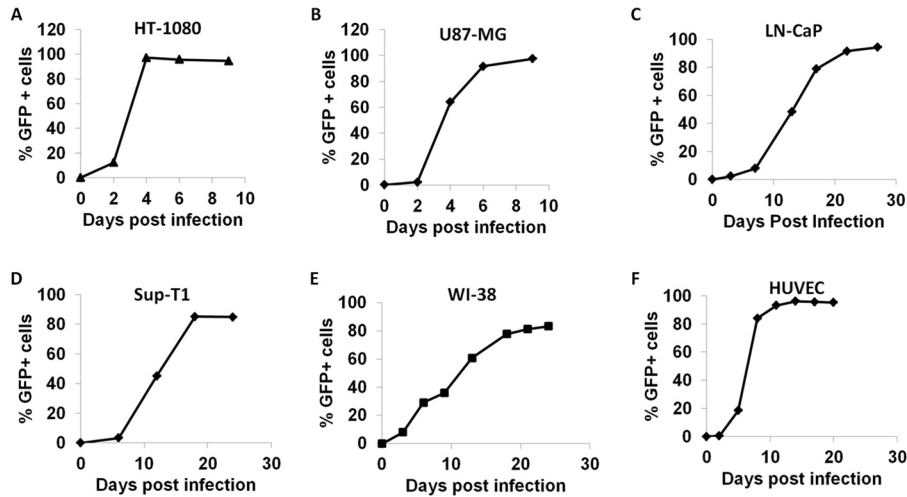 A
HT-1080
120
100
80
60
40
20
0
0 2 4 6 8 10
% GFP + cells
Days post infection
B
U87-MG
120
100
80
60
40
20
0
0 2 4 6 8 10
% GFP + cells
Days post infection
C
LN-CaP
100
80
60
40
20
0
0 10 20 30
% GFP + cells
Days Post Infection
D
Sup-T1
100
80
60
40
20
0
0 10 20 30
% GFP+ cells
Days post infection
E
WI-38
100
80
60
40
20
0
0 10 20 30
% GFP+ cells
Days post infection
F
HUVEC
100
80
60
40
20
0
0 10 20 30
% GFP+ cells
Days post infection